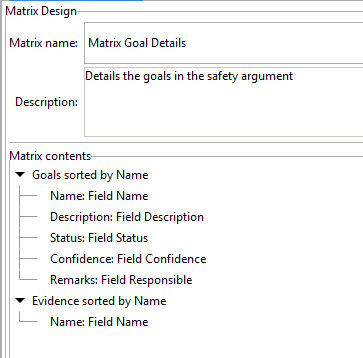 Matrix Design
Matrix name: Matrix Goal Details
Details the goals in the safety argument
Description:
Matrix contents
Goals sorted by Name
Name: Field Name
Description: Field Description
Status: Field Status
Confidence: Field Confidence
Remarks: Field Responsible
Evidence sorted by Name
Name: Field Name